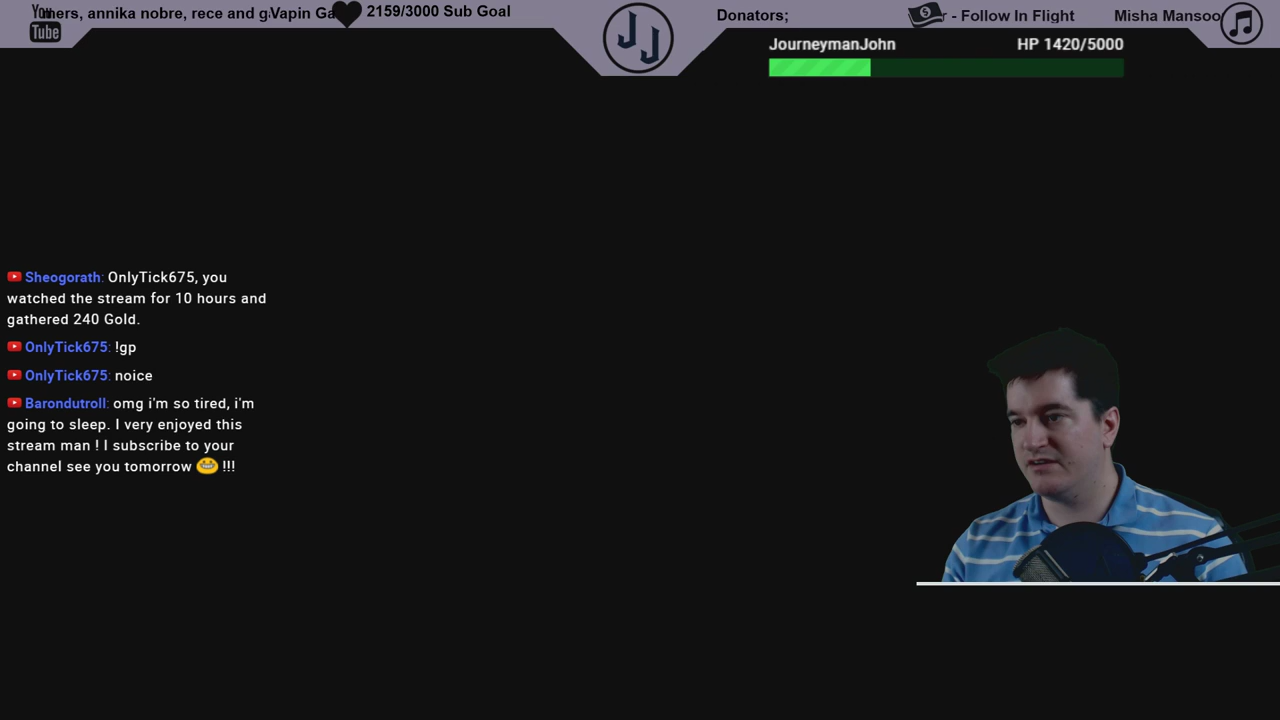 You
Tube
hers, annika nobre, rece and g
Vapin Ga
2159/3000 Sub Goal
JJ
Donators;
$
- Follow In Flight
Misha Mansoo
JourneymanJohn
HP 1420/5000
Sheogorath: OnlyTick675, you
watched the stream for 10 hours and
gathered 240 Gold.
OnlyTick675: !gp
OnlyTick675: noice
Barondutroll: omg i'm so tired, i'm
going to sleep. I very enjoyed this
stream man ! I subscribe to your
channel see you tomorrow 😁 !!!